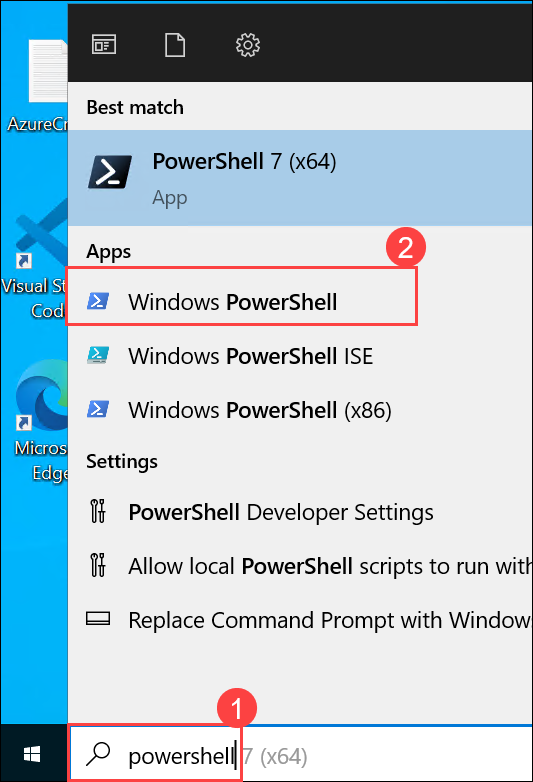 AzureCr
Best match
PowerShell 7 (x64)
App
Apps
2
Visual St
Cod
Windows PowerShell
Windows PowerShell ISE
Windows PowerShell (x86)
Micros
Edge
Settings
PowerShell Developer Settings
Allow local PowerShell scripts to run with
Replace Command Prompt with Window
1
powershell 7 (x64)